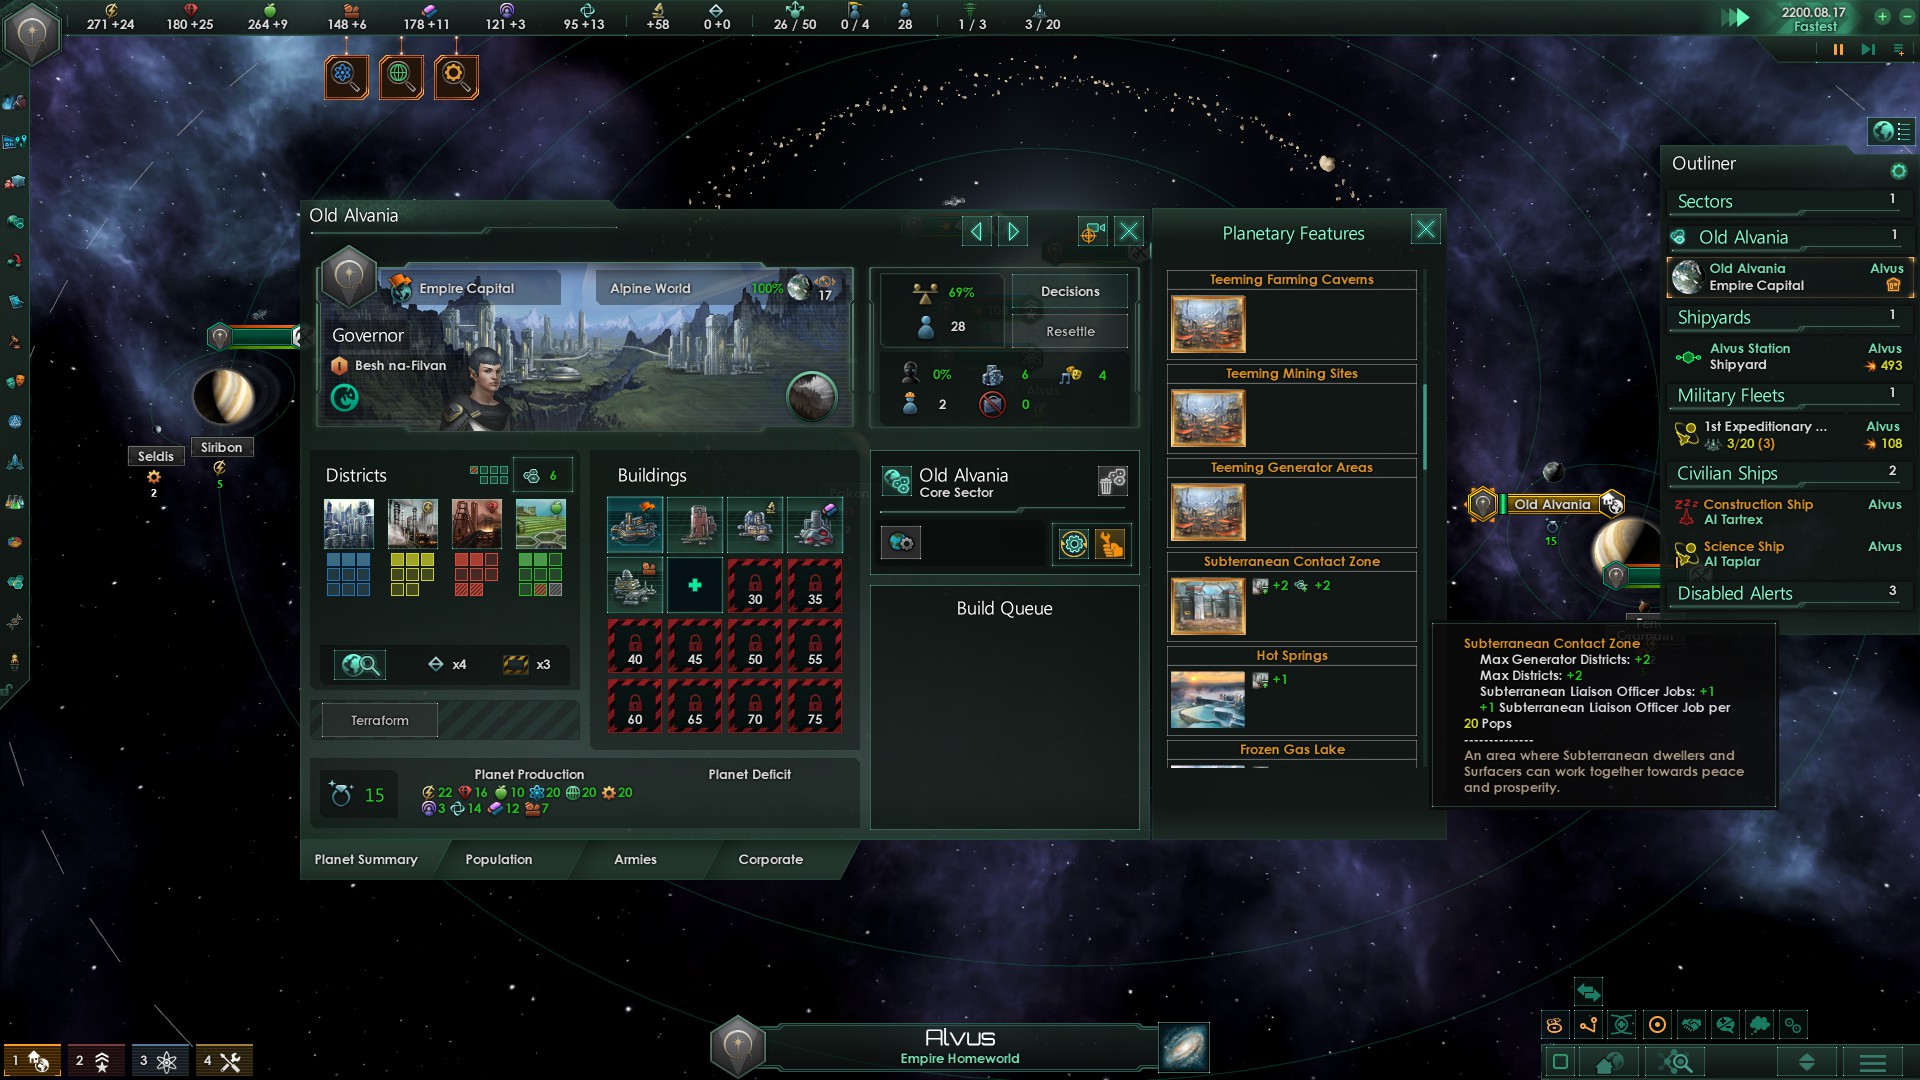 271 +24
180 +25
264 +9
148 +6
178 +11
121 +3
95 +13
+58
0 +0
26 / 50
0 / 4
28
1 / 3
3 / 20
2200.08.17
Fastest
Old Alvania
Empire Capital
Alpine World
100%
17
Governor
Besh na-Filvan
69%
28
Decisions
Resettle
0%
6
4
2
0
Districts
6
x4
x3
Terraform
Buildings
30
35
40
45
50
55
60
65
70
75
Old Alvania
Core Sector
Build Queue
15
Planet Production
Planet Deficit
22 16 10 20 20 20
3 14 12 7
Planet Summary
Population
Armies
Corporate
Planetary Features
Teeming Farming Caverns
Teeming Mining Sites
Teeming Generator Areas
Subterranean Contact Zone
+2 +2
Hot Springs
+1
Frozen Gas Lake
Subterranean Contact Zone
Max Generator Districts: +2
Max Districts: +2
Subterranean Liaison Officer Jobs: +1
+1 Subterranean Liaison Officer Job per
20 Pops
--------------
An area where Subterranean dwellers and
Surfacers can work together towards peace
and prosperity.
Outliner
Sectors
1
Old Alvania
1
Old Alvania
Alvus
Empire Capital
Shipyards
1
Alvus Station
Alvus
Shipyard
493
Military Fleets
1
1st Expeditionary ...
Alvus
3/20 (3)
108
Civilian Ships
2
Construction Ship
Alvus
Al Tartrex
Science Ship
Alvus
Al Taplar
Disabled Alerts
3
Seldis
2
Siribon
5
Old Alvania
15
Alvus
Empire Homeworld
1
2
3
4